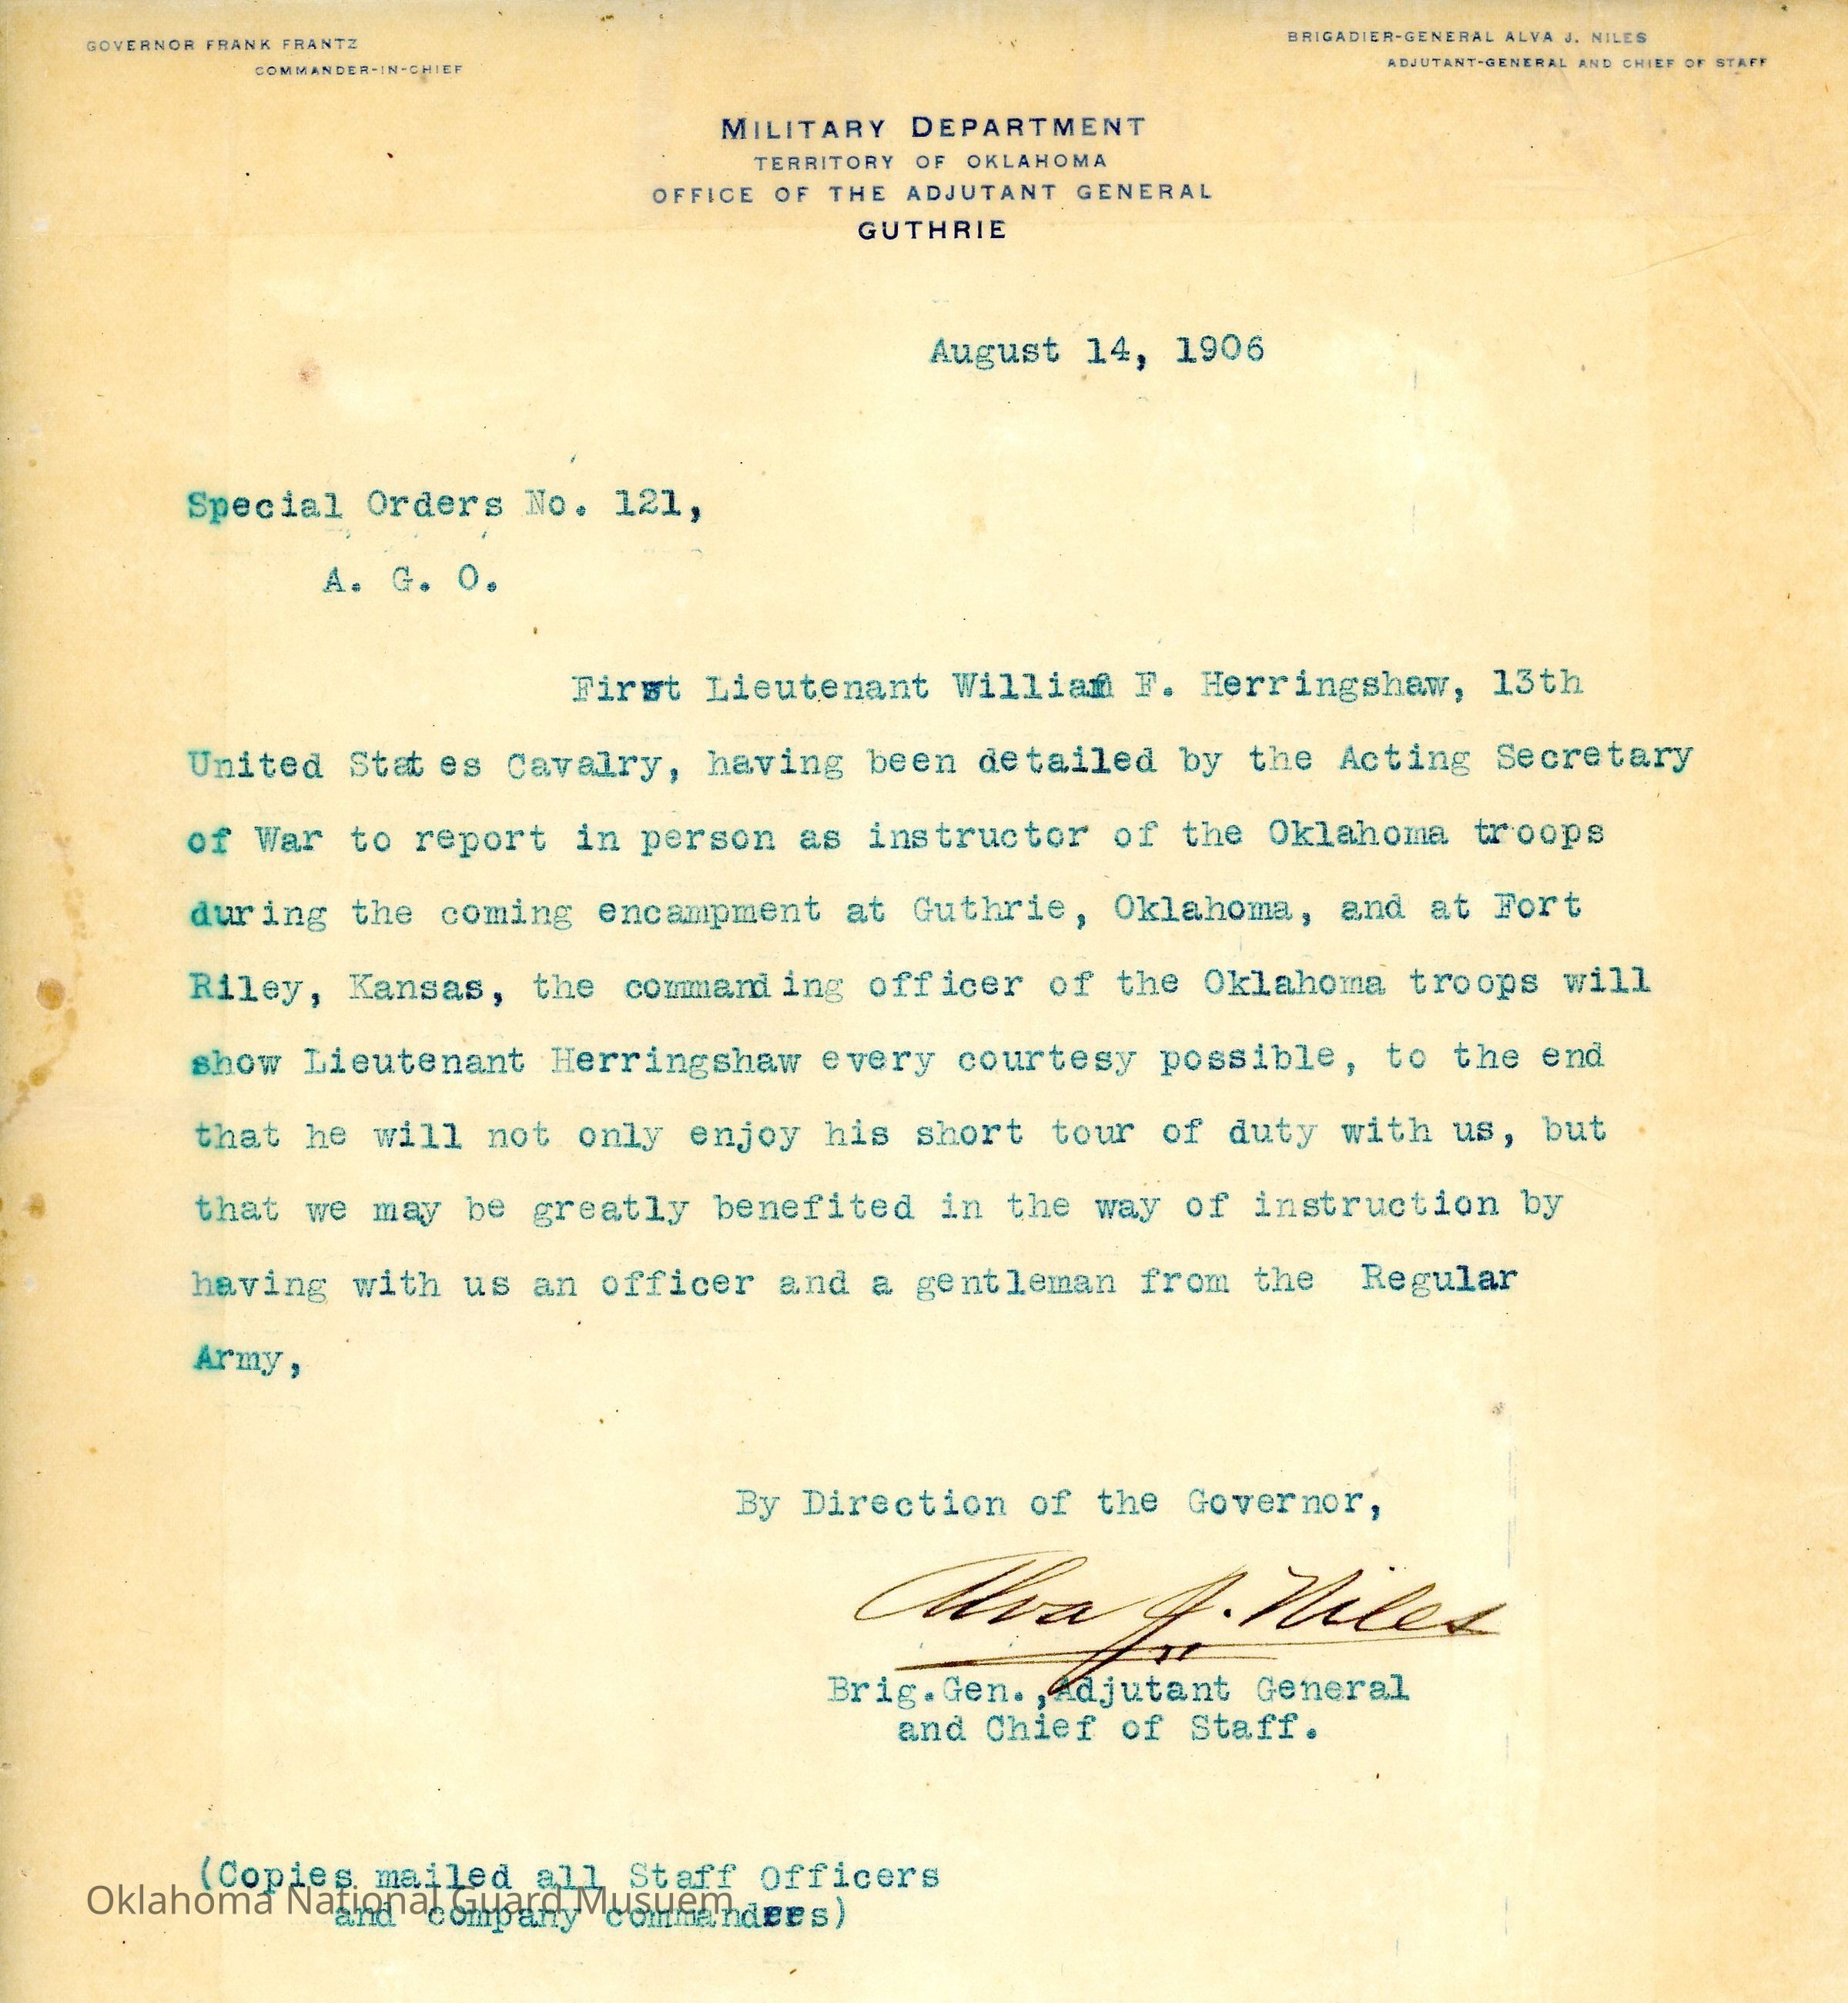 GOVERNOR FRANK FRANTZ
COMMANDER-IN-CHIEF
BRIGADIER-GENERAL ALVA J. NILES
ADJUTANT-GENERAL AND CHIEF OF STAFF
MILITARY DEPARTMENT
TERRITORY OF OKLAHOMA
OFFICE OF THE ADJUTANT GENERAL
GUTHRIE
August 14, 1906
Special Orders No. 121,
A. G. O.
First Lieutenant William F. Herringshaw, 13th
United States Cavalry, having been detailed by the Acting Secretary
of War to report in person as instructor of the Oklahoma troops
during the coming encampment at Guthrie, Oklahoma, and at Fort
Riley, Kansas, the commanding officer of the Oklahoma troops will
show Lieutenant Herringshaw every courtesy possible, to the end
that he will not only enjoy his short tour of duty with us, but
that we may be greatly benefited in the way of instruction by
having with us an officer and a gentleman from the Regular
Army,
By Direction of the Governor,
Alva J. Niles
Brig.Gen.,Adjutant General
and Chief of Staff.
(Copies mailed all Staff Officers
Oklahoma National Guard Musuem
and company commanders)